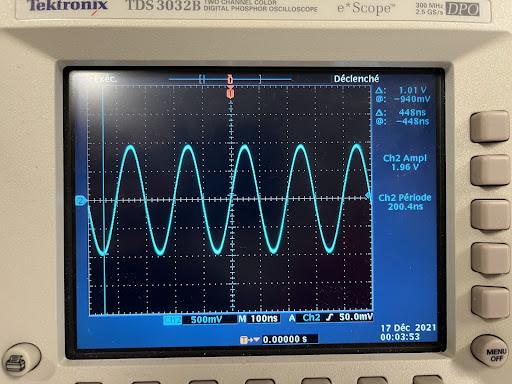 Tektronix TDS 3032B TWO CHANNEL COLOR DIGITAL PHOSPHOR OSCILLOSCOPE e*Scope 300 MHz 2.5 GS/s DPO
Exéc.
Déclenché
Δ: 1.01 V
@: -940mV
Δ: 448ns
@: -448ns
Ch2 Ampl
1.96 V
Ch2 Période
200.4ns
2
Ch2 500mV M 100ns A Ch2 50.0mV
17 Déc 2021
00:03:53
0.00000 s
MENU
OFF